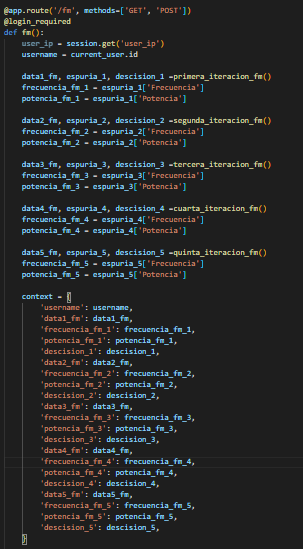 @app.route('/fm', methods=['GET', 'POST'])
@login_required
def fm():
user_ip = session.get('user_ip')
username = current_user.id
data1_fm, espuria_1, descision_1 =primera_iteracion_fm()
frecuencia_fm_1 = espuria_1['Frecuencia']
potencia_fm_1 = espuria_1['Potencia']
data2_fm, espuria_2, descision_2 =segunda_iteracion_fm()
frecuencia_fm_2 = espuria_2['Frecuencia']
potencia_fm_2 = espuria_2['Potencia']
data3_fm, espuria_3, descision_3 =tercera_iteracion_fm()
frecuencia_fm_3 = espuria_3['Frecuencia']
potencia_fm_3 = espuria_3['Potencia']
data4_fm, espuria_4, descision_4 =cuarta_iteracion_fm()
frecuencia_fm_4 = espuria_4['Frecuencia']
potencia_fm_4 = espuria_4['Potencia']
data5_fm, espuria_5, descision_5 =quinta_iteracion_fm()
frecuencia_fm_5 = espuria_5['Frecuencia']
potencia_fm_5 = espuria_5['Potencia']
context = {
'username': username,
'data1_fm': data1_fm,
'frecuencia_fm_1': frecuencia_fm_1,
'potencia_fm_1': potencia_fm_1,
'descision_1': descision_1,
'data2_fm': data2_fm,
'frecuencia_fm_2': frecuencia_fm_2,
'potencia_fm_2': potencia_fm_2,
'descision_2': descision_2,
'data3_fm': data3_fm,
'frecuencia_fm_3': frecuencia_fm_3,
'potencia_fm_3': potencia_fm_3,
'descision_3': descision_3,
'data4_fm': data4_fm,
'frecuencia_fm_4': frecuencia_fm_4,
'potencia_fm_4': potencia_fm_4,
'descision_4': descision_4,
'data5_fm': data5_fm,
'frecuencia_fm_5': frecuencia_fm_5,
'potencia_fm_5': potencia_fm_5,
'descision_5': descision_5,
}